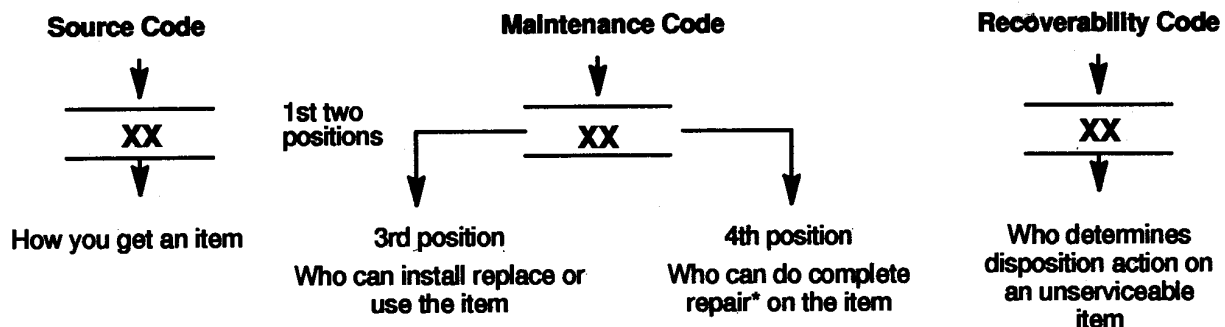 Source Code
Maintenance Code
Recoverability Code
XX
1st two
positions
XX
XX
How you get an item
3rd position
Who can install replace or
use the item
4th position
Who can do complete
repair* on the item
Who determines
disposition action on
an unserviceable
item